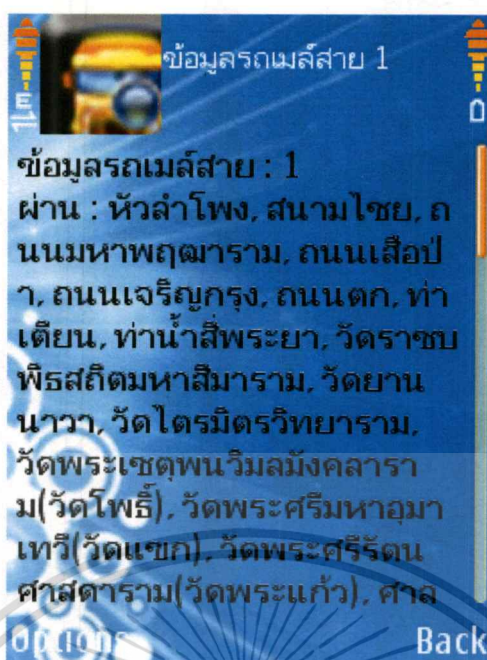 ข้อมูลรถเมล์สาย 1
ข้อมูลรถเมล์สาย : 1
ผ่าน : หัวลำโพง, สนามไชย, ถ
นนมหาพฤฒาราม, ถนนเสือป่
า, ถนนเจริญกรุง, ถนนตก, ท่า
เตียน, ท่าน้ำสี่พระยา, วัดราชบ
พิธสถิตมหาสีมาราม, วัดยาน
นาวา, วัดไตรมิตรวิทยาราม,
วัดพระเชตุพนวิมลมังคลารา
ม(วัดโพธิ์), วัดพระศรีมหาอุมา
เทวี(วัดแขก), วัดพระศรีรัตน
ศาสดาราม(วัดพระแก้ว), ศาล
Options
Back